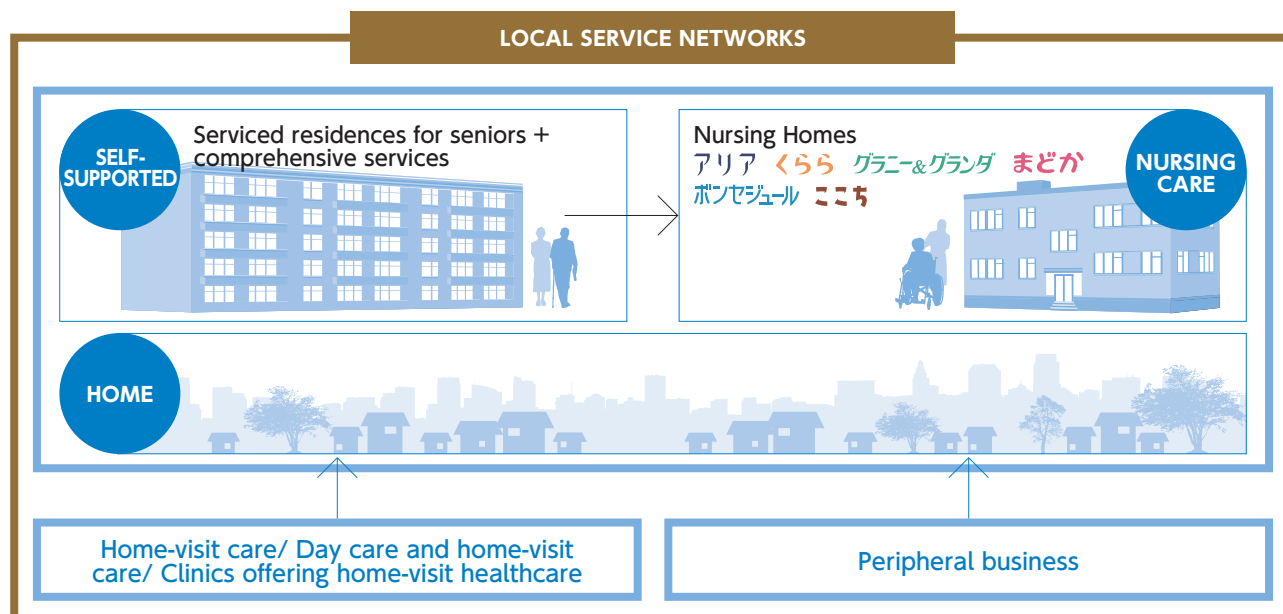 LOCAL SERVICE NETWORKS
SELF-
SUPPORTED
Serviced residences for seniors +
comprehensive services
Nursing Homes
アリア くらら グラニー&グランダ まどか
ボンセジュール ここち
NURSING
CARE
HOME
Home-visit care/ Day care and home-visit
care/ Clinics offering home-visit healthcare
Peripheral business